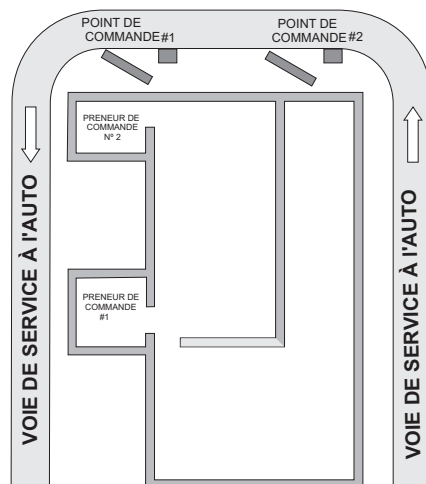 POINT DE
COMMANDE#1
POINT DE
COMMANDE#2
PRENEUR DE
COMMANDE
Nº 2
PRENEUR DE
COMMANDE
#1
VOIE DE SERVICE À l'AUTO
VOIE DE SERVICE À l'AUTO